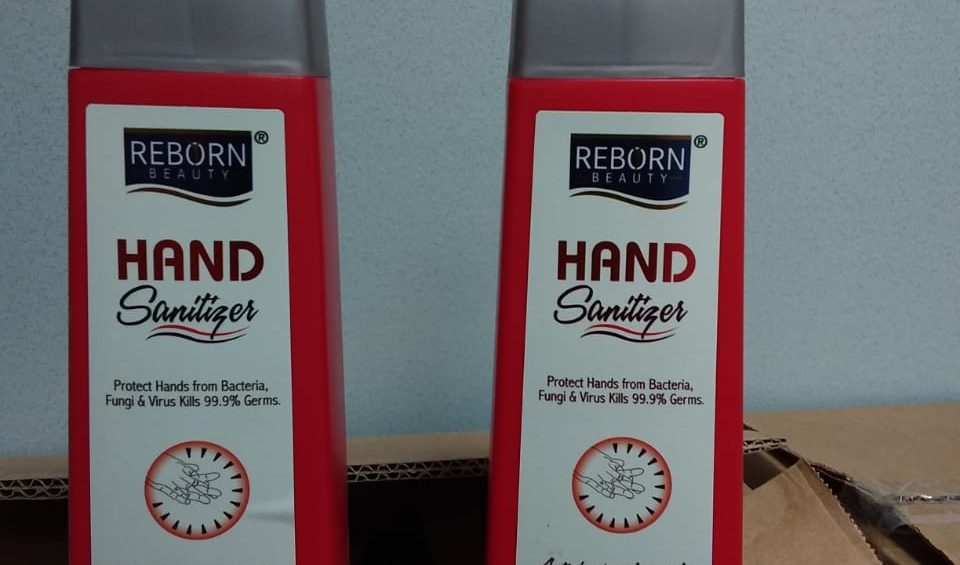 REBORN ®
BEAUTY
HAND
Sanitizer
Protect Hands from Bacteria,
Fungi & Virus Kills 99.9% Germs.
REBORN ®
BEAUTY
HAND
Sanitizer
Protect Hands from Bacteria,
Fungi & Virus Kills 99.9% Germs.